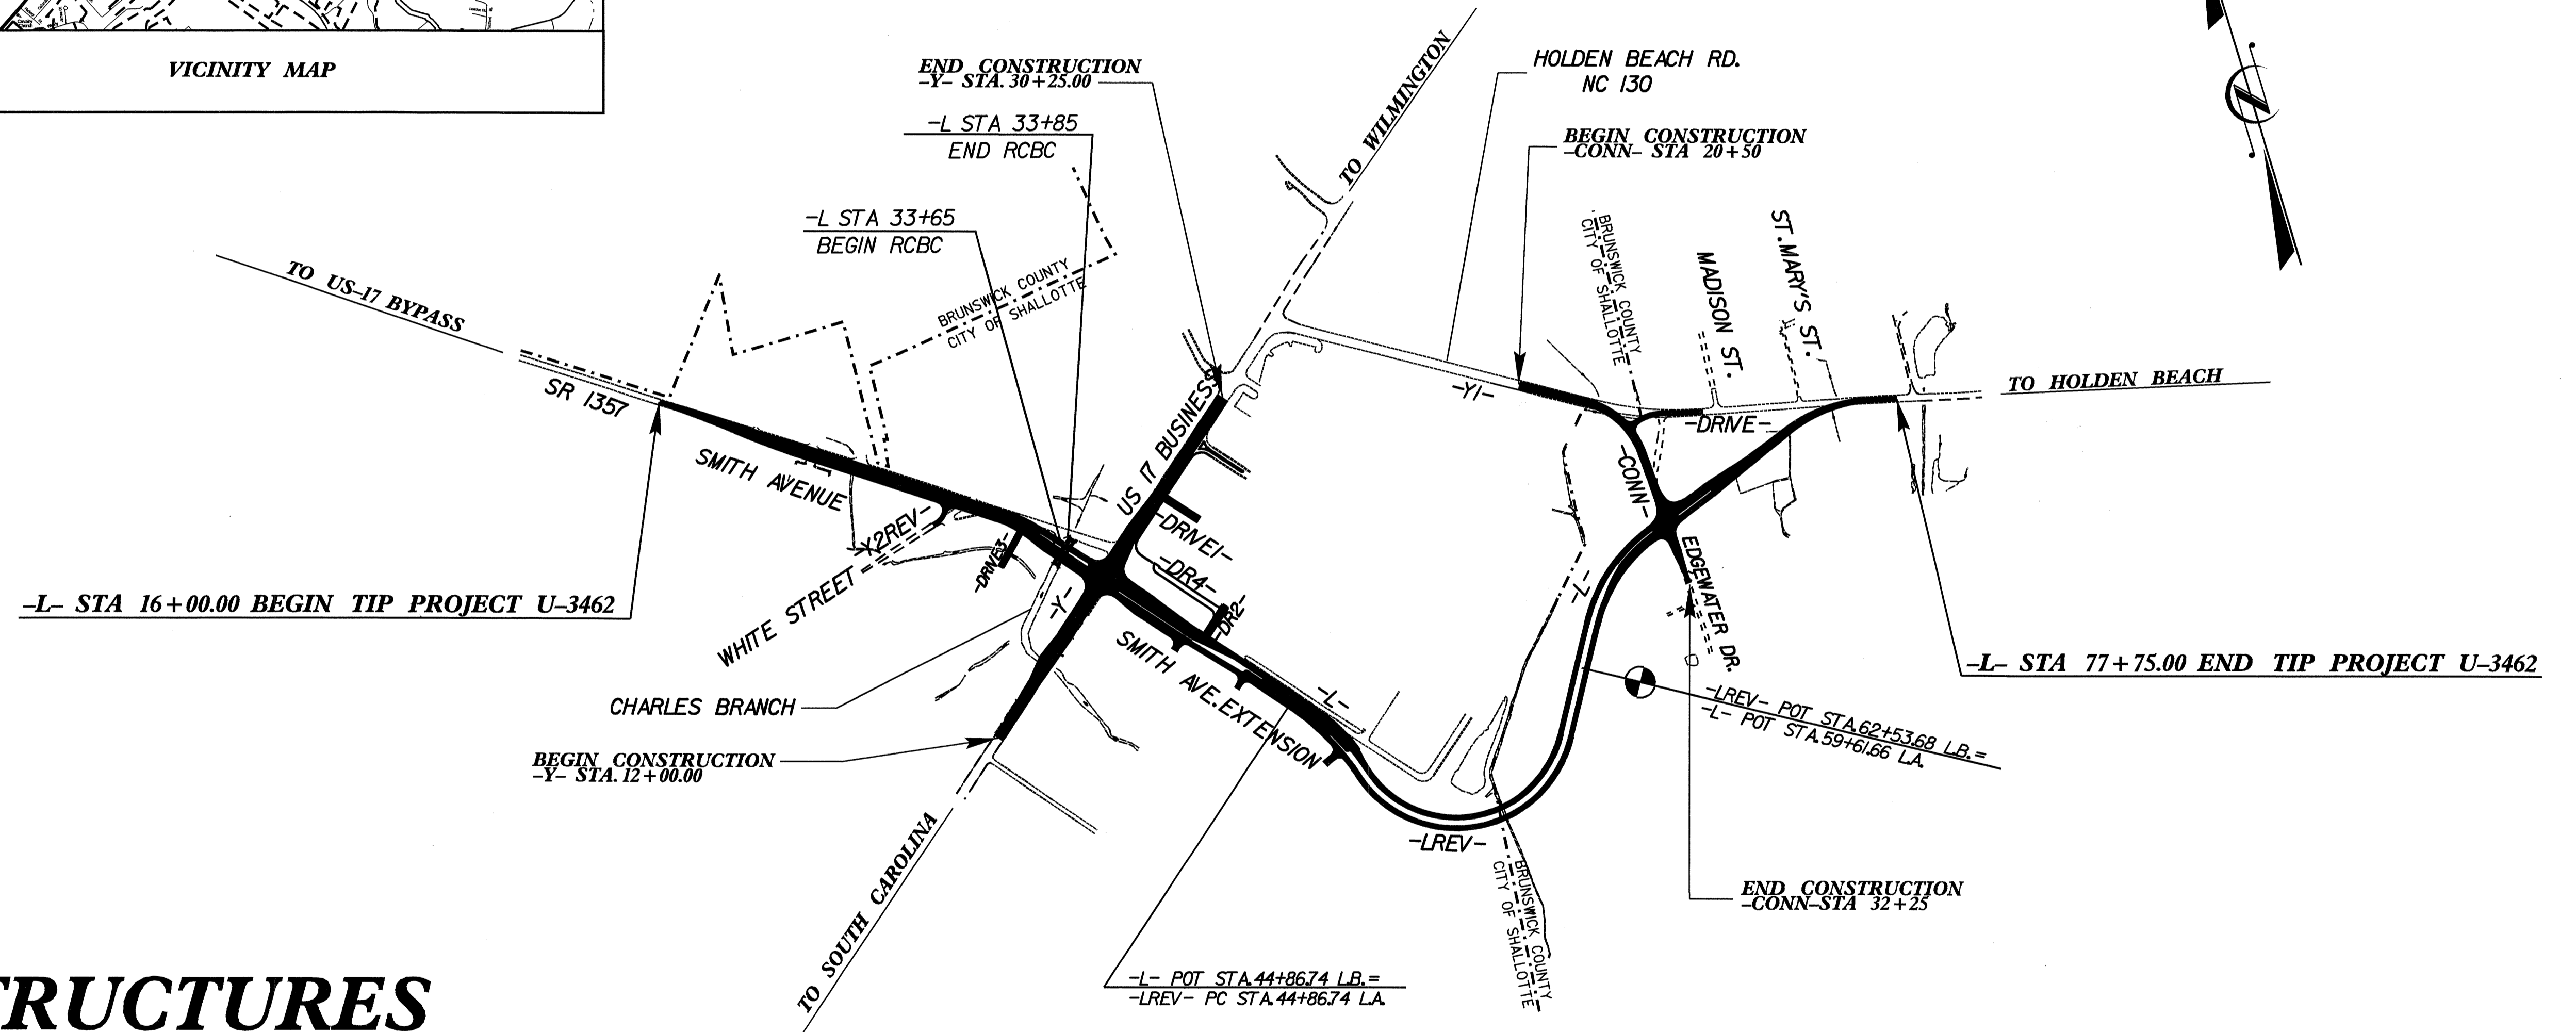 VICINITY MAP
END CONSTRUCTION
-Y- STA. 30+25.00
-L STA 33+85
END RCBC
-L STA 33+65
BEGIN RCBC
TO WILMINGTON
HOLDEN BEACH RD.
NC 130
BEGIN CONSTRUCTION
-CONN- STA 20+50
N
TO US-17 BYPASS
BRUNSWICK COUNTY
CITY OF SHALLOTTE
BRUNSWICK COUNTY
CITY OF SHALLOTTE
MADISON ST.
ST.MARY'S ST.
SR 1357
SMITH AVENUE
US 17 BUSINESS
-Y1-
-DRIVE-
TO HOLDEN BEACH
-CONN-
-Y2REV-
WHITE STREET
-DRIVE3-
-Y-
-DRIVE1-
-DR4-
-DR2-
-L-
EDGEWATER DR.
-L- STA 16+00.00 BEGIN TIP PROJECT U-3462
-L- STA 77+75.00 END TIP PROJECT U-3462
SMITH AVE.EXTENSION
-L-
-LREV- POT STA.62+53.68 L.B.=
-L- POT STA.59+61.66 L.A.
CHARLES BRANCH
BEGIN CONSTRUCTION
-Y- STA. 12+00.00
-LREV-
TO SOUTH CAROLINA
BRUNSWICK COUNTY
CITY OF SHALLOTTE
END CONSTRUCTION
-CONN-STA 32+25
-L- POT STA.44+86.74 L.B.=
-LREV- PC STA.44+86.74 L.A.
TRUCTURES